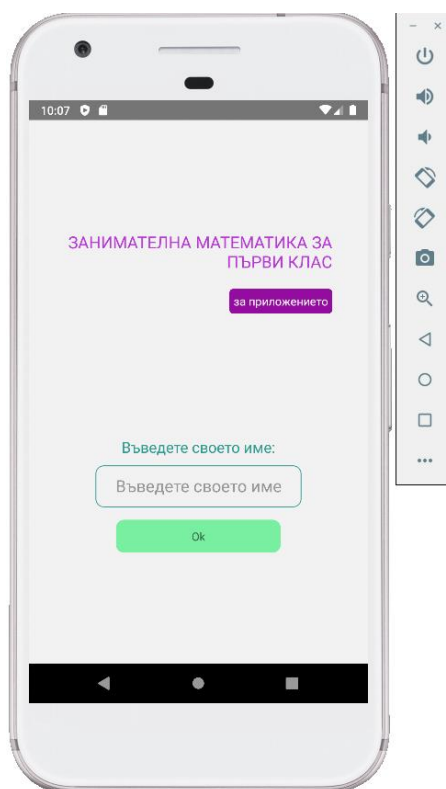 10:07
ЗАНИМАТЕЛНА МАТЕМАТИКА ЗА
ПЪРВИ КЛАС
за приложението
Въведете своето име:
Въведете своето име
Ok